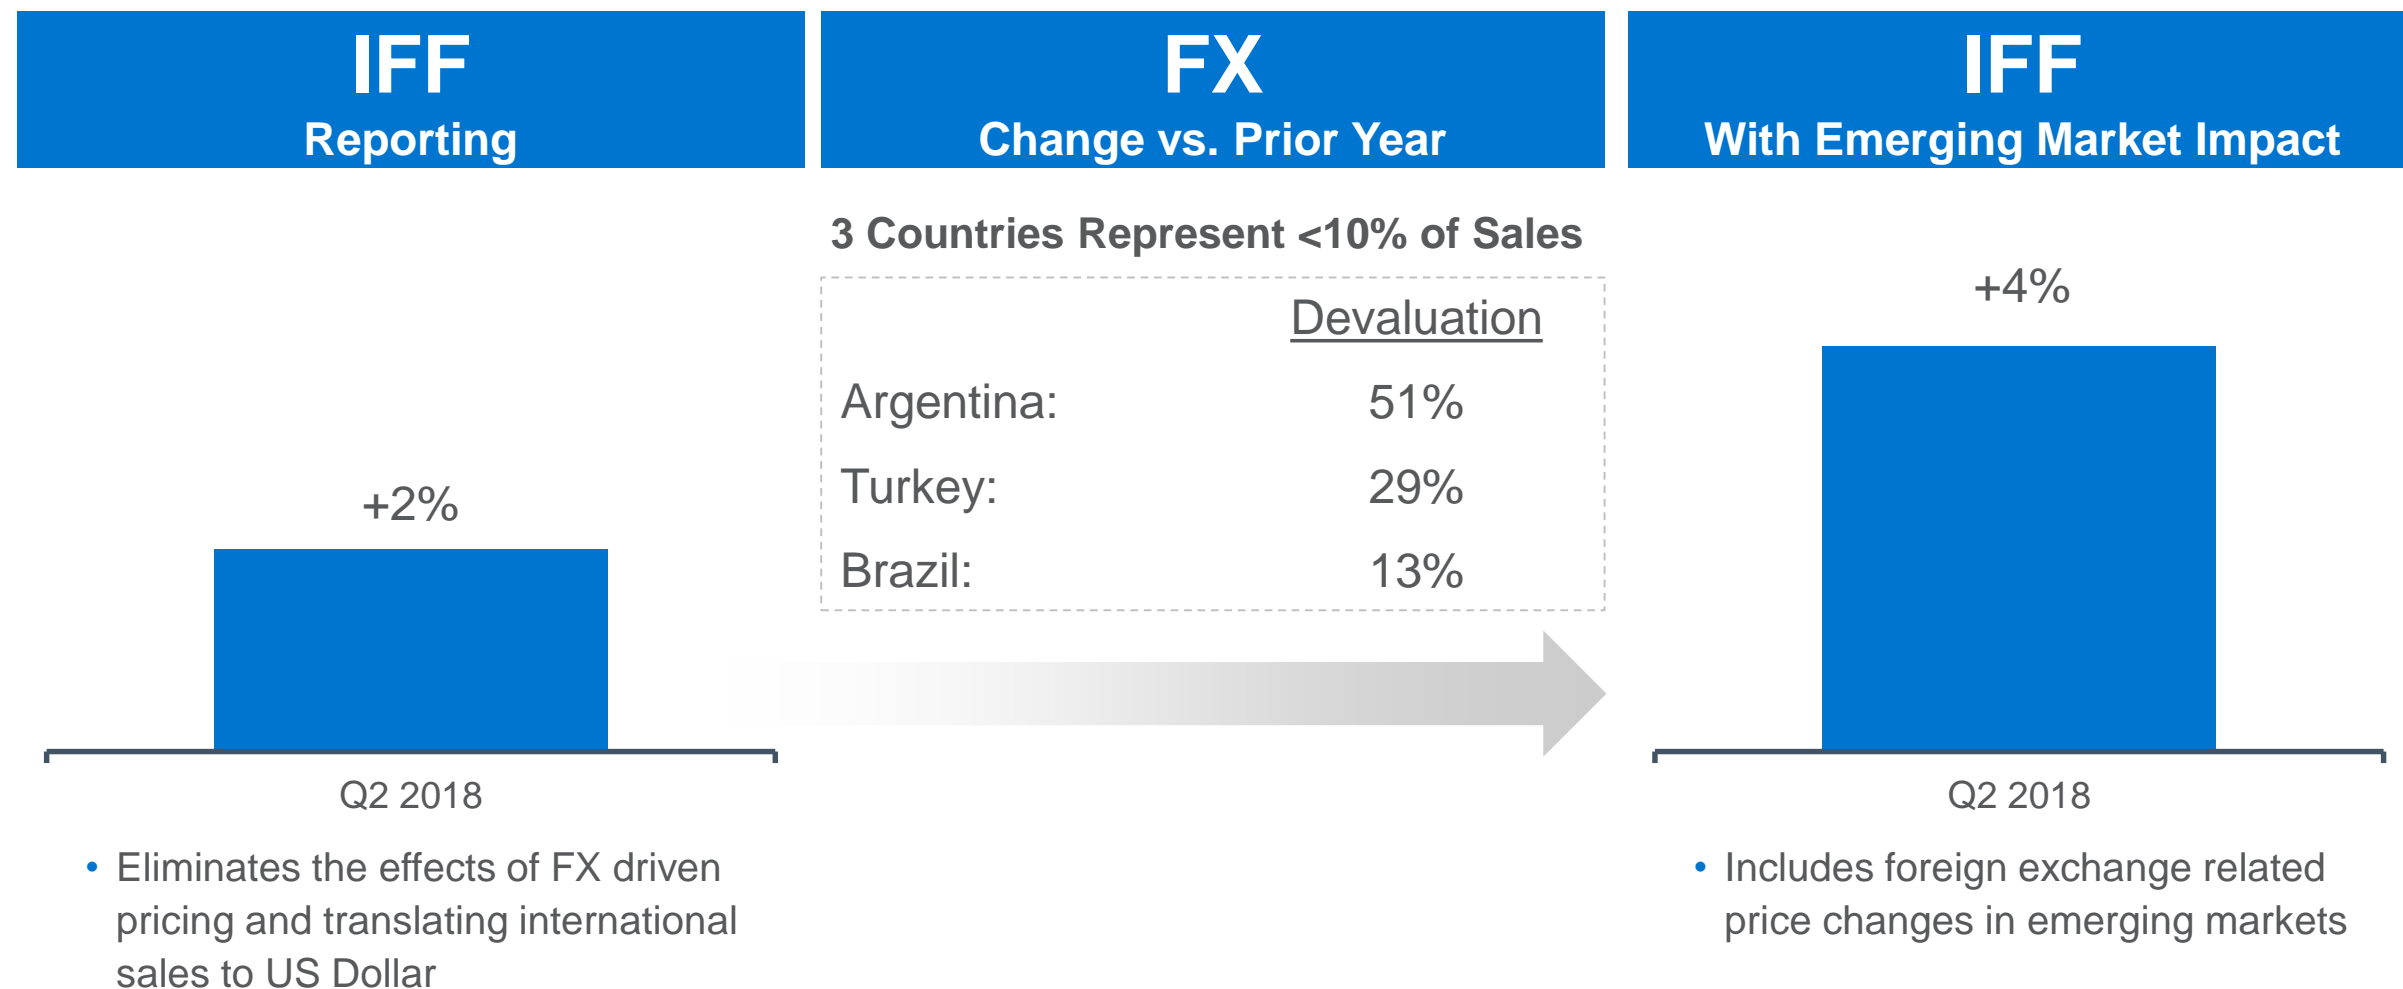 IFF
Reporting
+2%
Q2 2018
• Eliminates the effects of FX driven
pricing and translating international
sales to US Dollar
FX
Change vs. Prior Year
3 Countries Represent <10% of Sales
Devaluation
Argentina: 51%
Turkey: 29%
Brazil: 13%
IFF
With Emerging Market Impact
+4%
Q2 2018
• Includes foreign exchange related
price changes in emerging markets